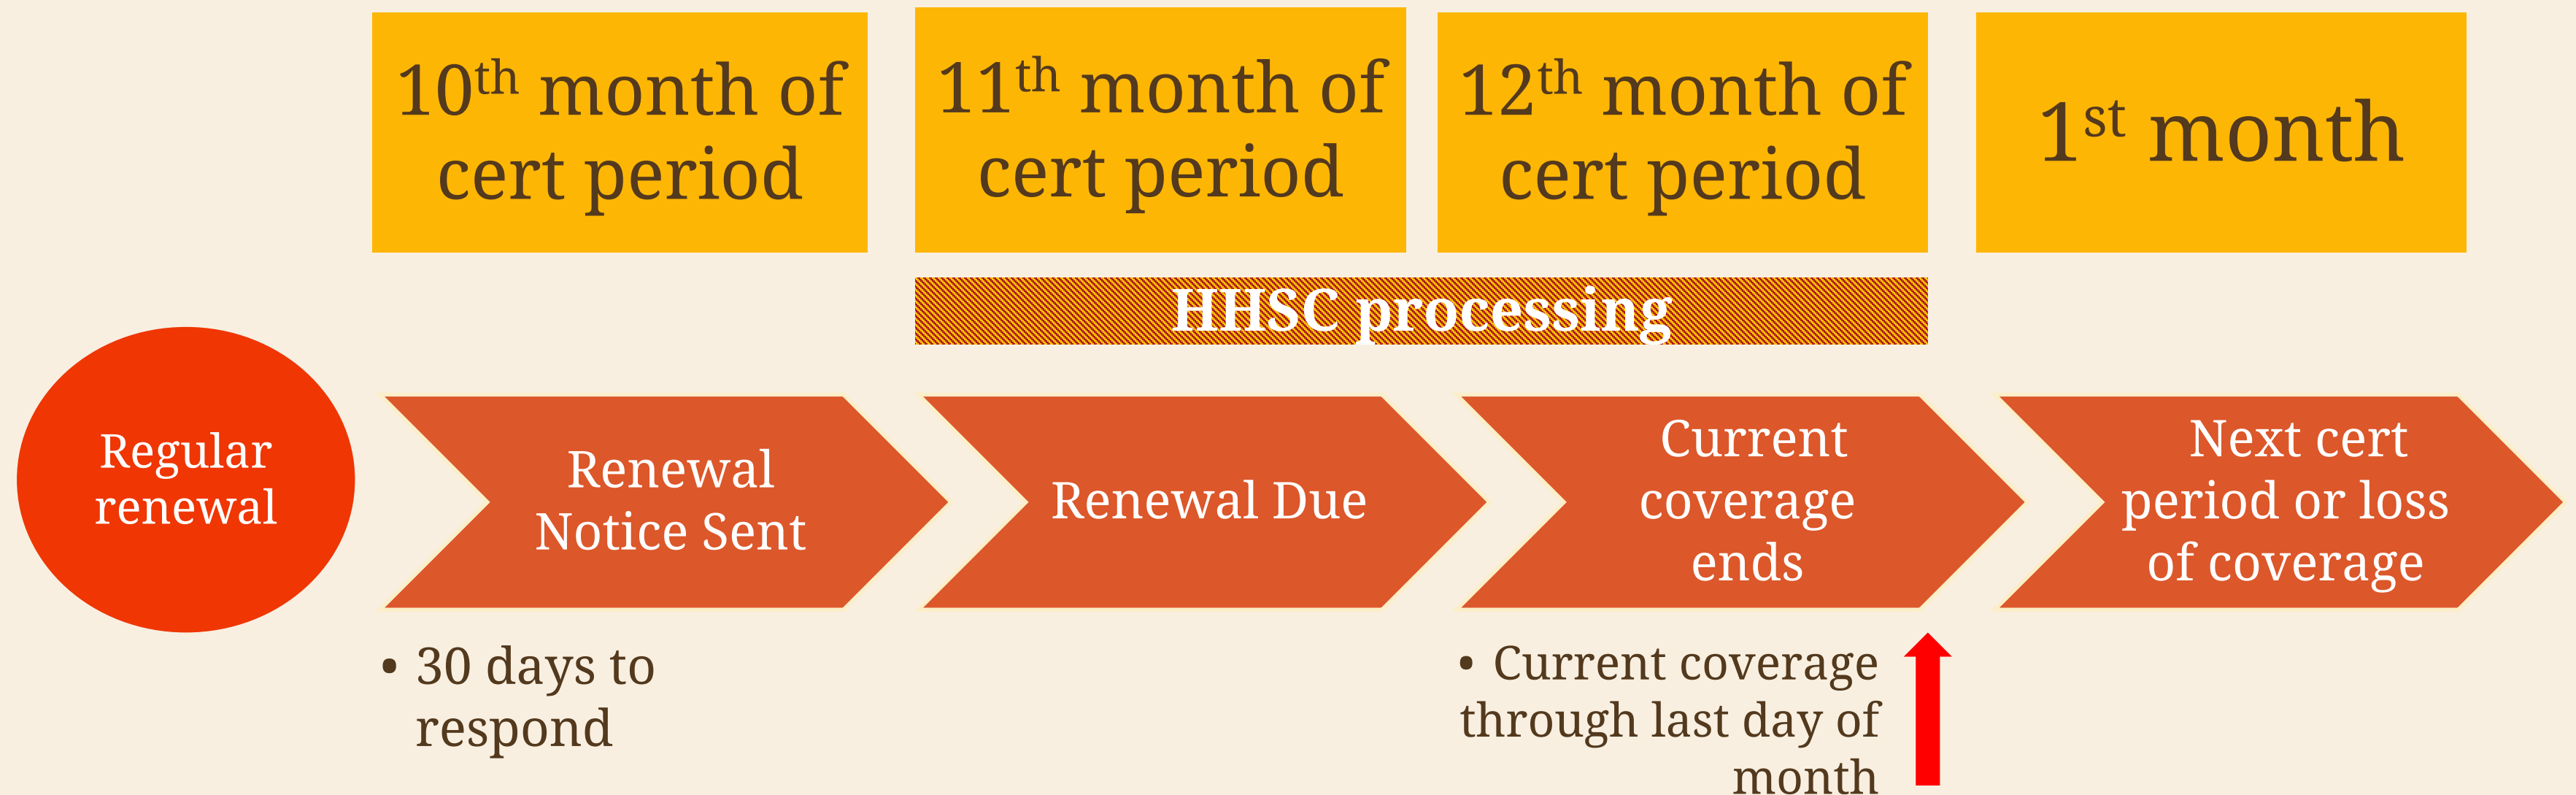 10th month of
cert period
11th month of
cert period
12th month of
cert period
1st month
HHSC processing
Regular
renewal
Renewal
Notice Sent
Renewal Due
Current
coverage
ends
Next cert
period or loss
of coverage
• 30 days to
respond
• Current coverage
through last day of
month